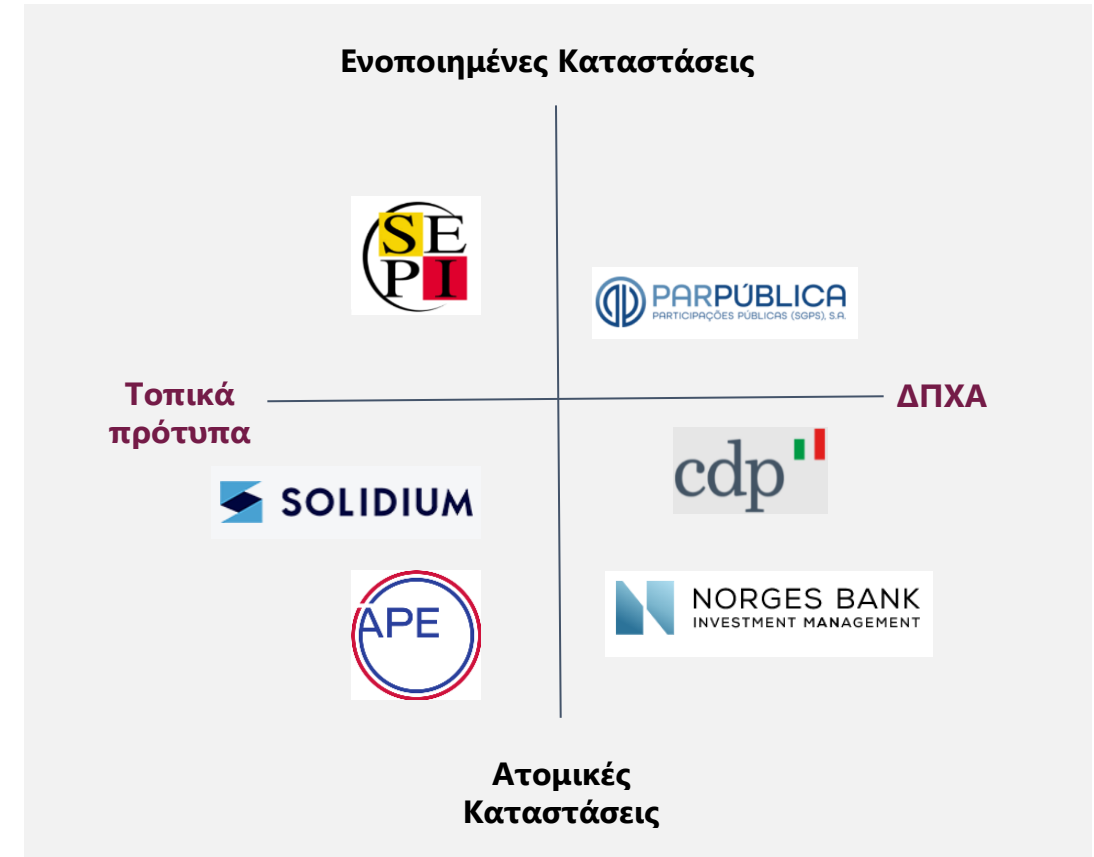 Ενοποιημένες Καταστάσεις
SE
PI
PARPÚBLICA
PARTICIPAÇÕES PÚBLICAS (SGPS), S.A.
Τοπικά
πρότυπα
ΔΠΧΑ
cdp
SOLIDIUM
APE
NORGES BANK
INVESTMENT MANAGEMENT
Ατομικές
Καταστάσεις